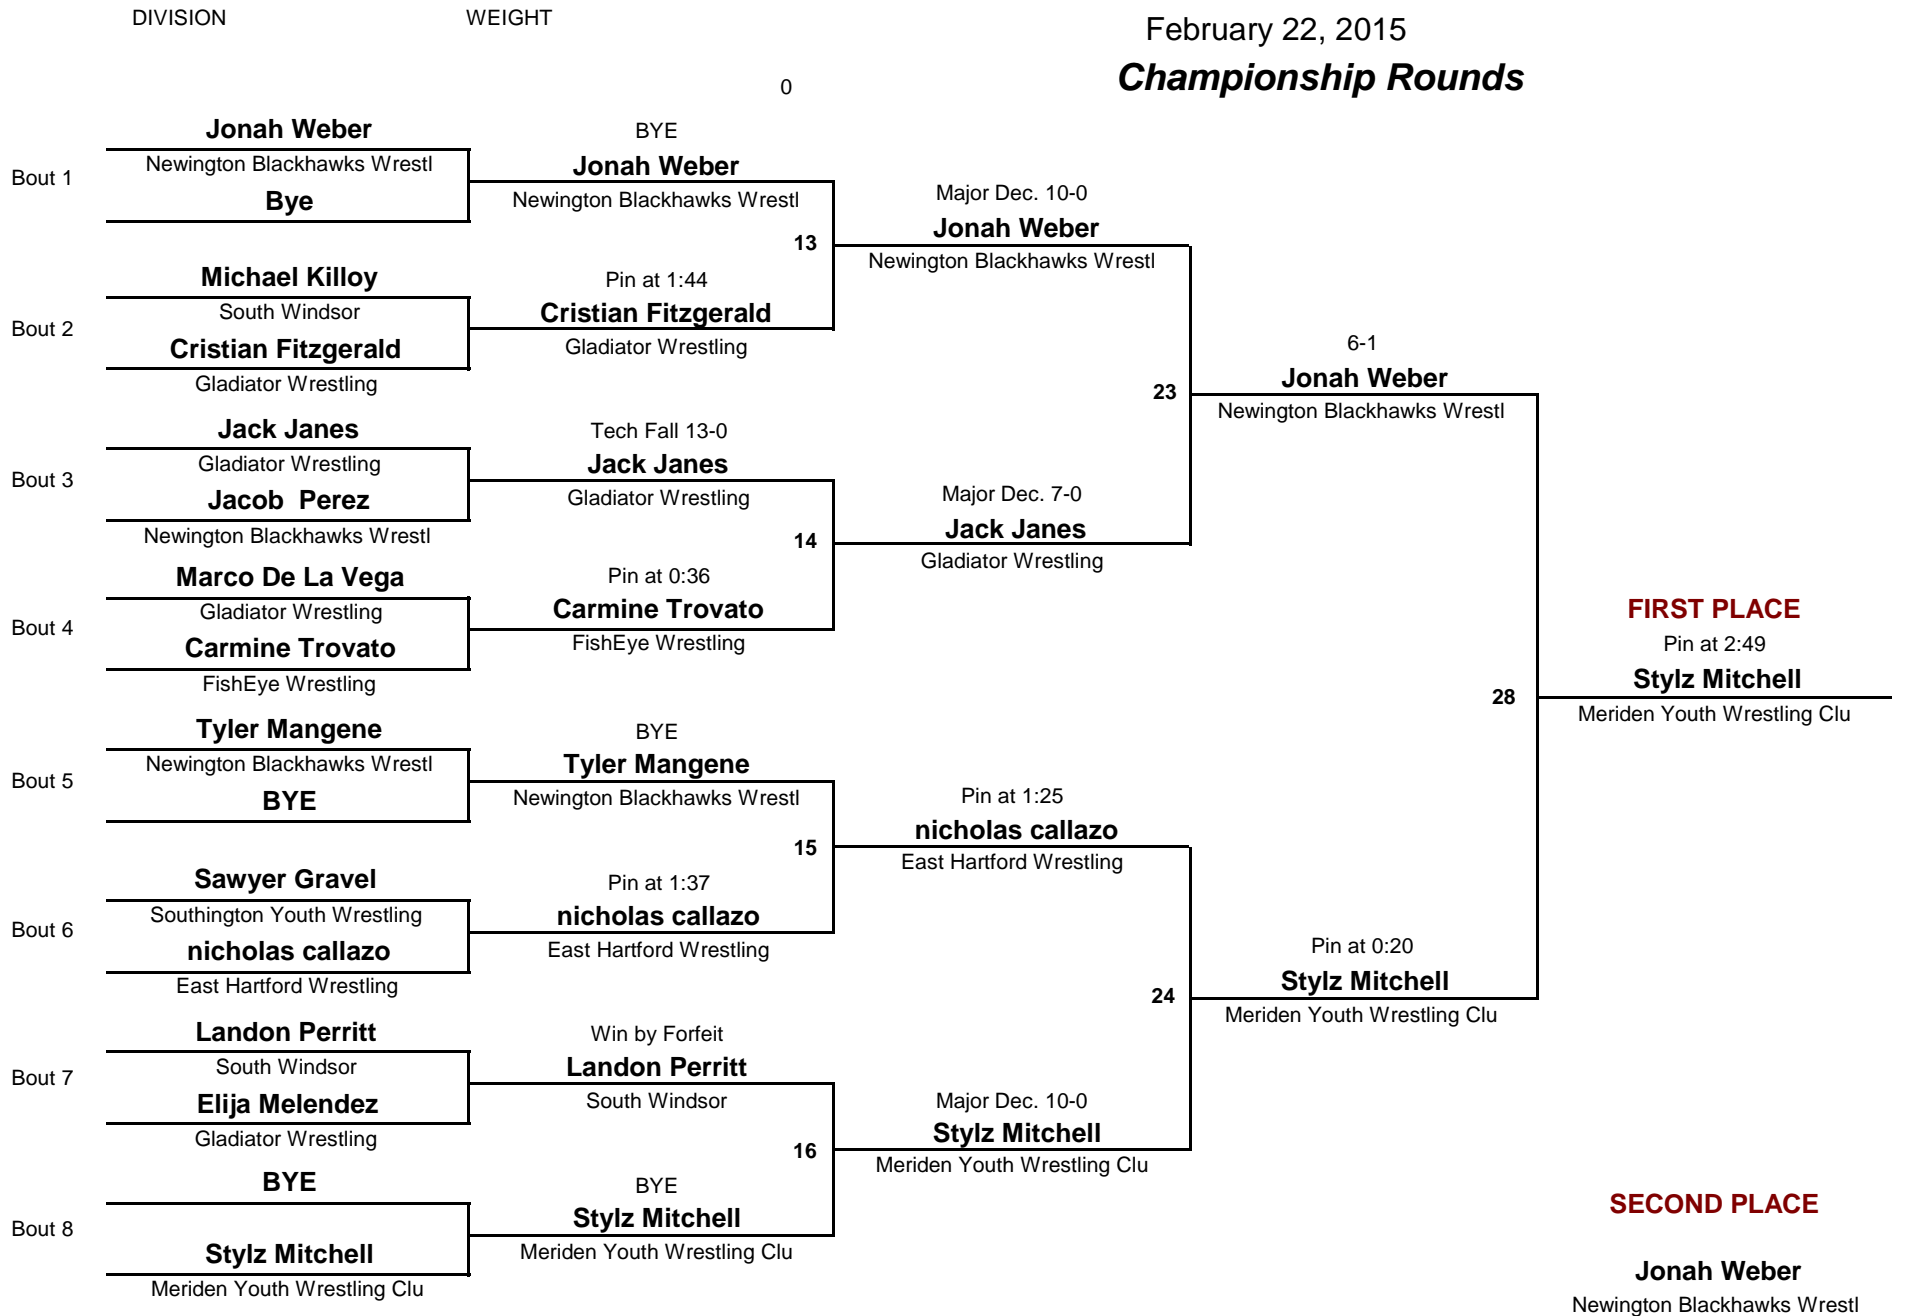 DIVISION WEIGHT
February 22, 2015
Championship Rounds
0
Jonah Weber
BYE
Bout 1
Newington Blackhawks Wrestl
Jonah Weber
Bye
Newington Blackhawks Wrestl
Major Dec. 10-0
Jonah Weber
13
Newington Blackhawks Wrestl
Michael Killoy
Pin at 1:44
South Windsor
Cristian Fitzgerald
Bout 2
Cristian Fitzgerald
Gladiator Wrestling
Gladiator Wrestling
6-1
Jonah Weber
23
Newington Blackhawks Wrestl
Jack Janes
Tech Fall 13-0
Gladiator Wrestling
Jack Janes
Bout 3
Jacob  Perez
Gladiator Wrestling
Newington Blackhawks Wrestl
Major Dec. 7-0
Jack Janes
14
Gladiator Wrestling
Marco De La Vega
Pin at 0:36
Gladiator Wrestling
Carmine Trovato
Bout 4
Carmine Trovato
FishEye Wrestling
FishEye Wrestling
FIRST PLACE
Pin at 2:49
Stylz Mitchell
28
Meriden Youth Wrestling Clu
Tyler Mangene
BYE
Newington Blackhawks Wrestl
Tyler Mangene
Bout 5
BYE
Newington Blackhawks Wrestl
Pin at 1:25
nicholas callazo
15
East Hartford Wrestling
Sawyer Gravel
Pin at 1:37
Southington Youth Wrestling
nicholas callazo
Bout 6
nicholas callazo
East Hartford Wrestling
East Hartford Wrestling
Pin at 0:20
Stylz Mitchell
24
Meriden Youth Wrestling Clu
Landon Perritt
Win by Forfeit
South Windsor
Landon Perritt
Bout 7
Elija Melendez
South Windsor
Gladiator Wrestling
Major Dec. 10-0
Stylz Mitchell
16
Meriden Youth Wrestling Clu
BYE
BYE
Stylz Mitchell
Bout 8
Stylz Mitchell
Meriden Youth Wrestling Clu
Meriden Youth Wrestling Clu
SECOND PLACE
Jonah Weber
Newington Blackhawks Wrestl